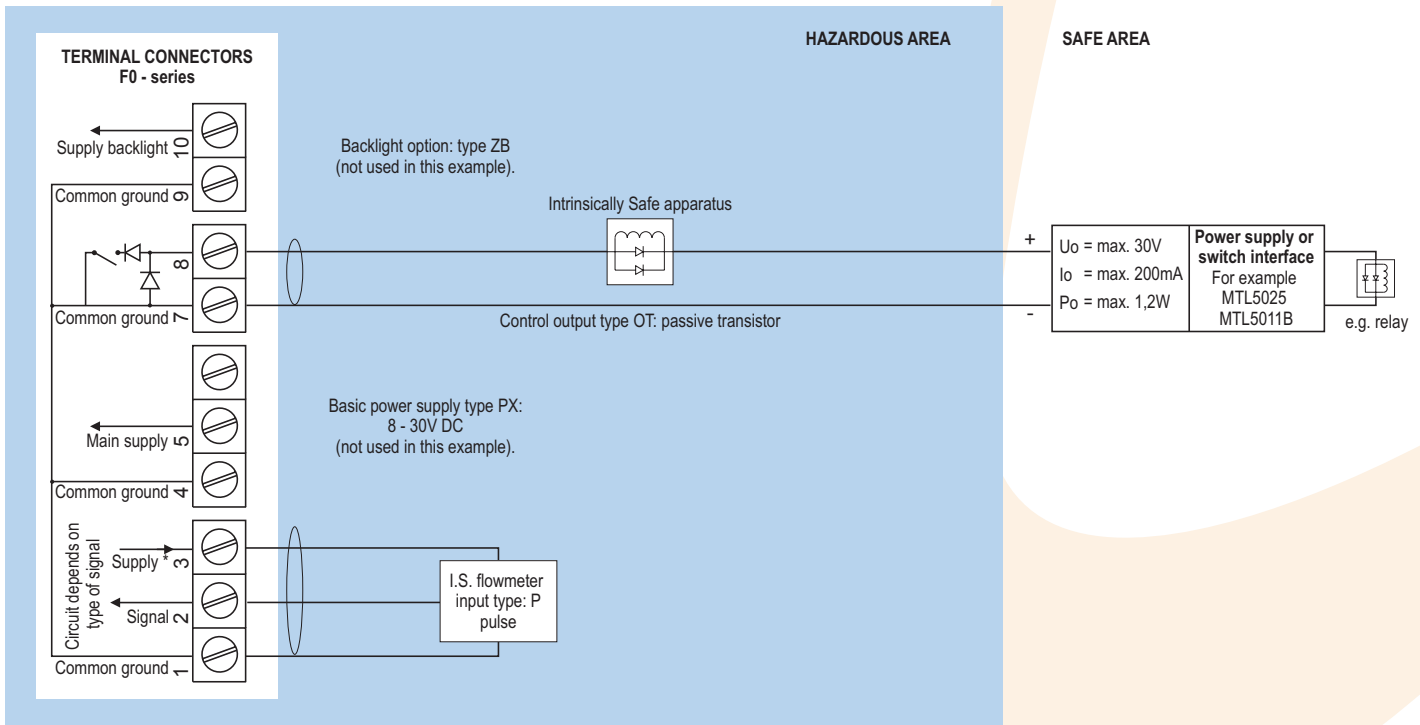 HAZARDOUS AREA
SAFE AREA
TERMINAL CONNECTORS
F0 - series
Supply backlight
10
Common ground
9
8
Common ground
7
Main supply
5
Common ground
4
Circuit depends on
type of signal
Supply *
3
Signal
2
Common ground
1
Backlight option: type ZB
(not used in this example).
Intrinsically Safe apparatus
Control output type OT: passive transistor
Basic power supply type PX:
8 - 30V DC
(not used in this example).
I.S. flowmeter
input type: P
pulse
+
-
Uo = max. 30V
Io = max. 200mA
Po = max. 1,2W
Power supply or
switch interface
For example
MTL5025
MTL5011B
e.g. relay